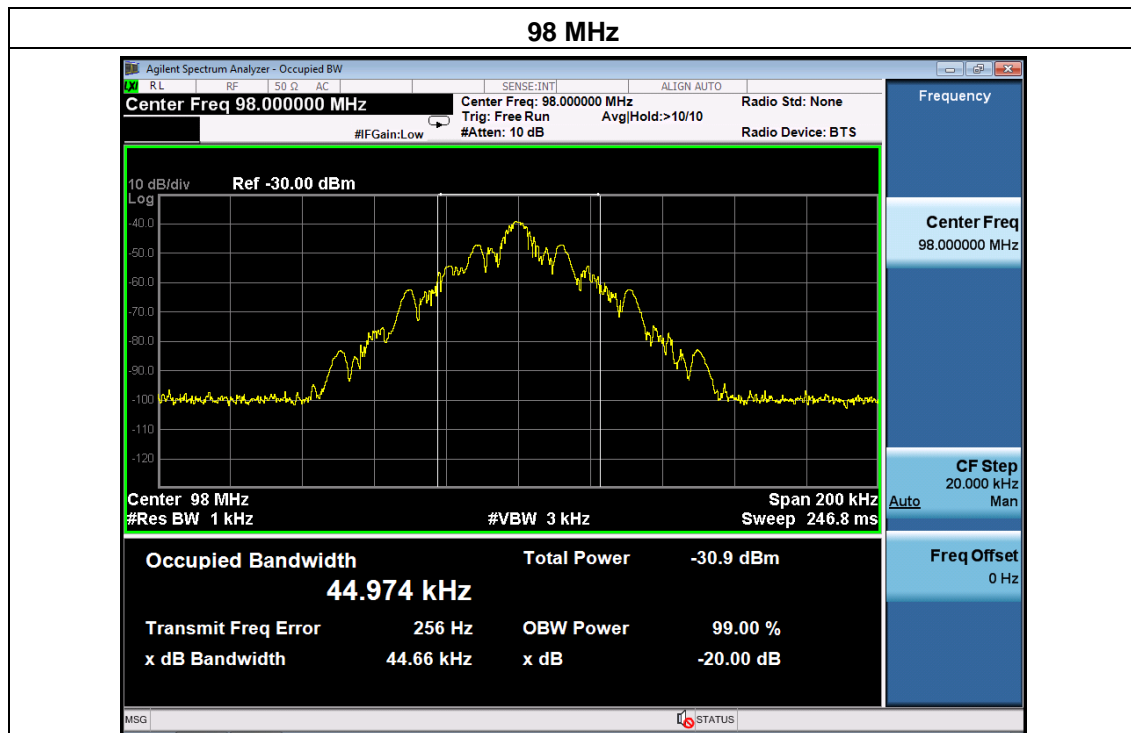 98 MHz
Agilent Spectrum Analyzer - Occupied BW
LXI RL RF 50 Ω AC SENSE:INT ALIGN AUTO
Center Freq 98.000000 MHz
#IFGain:Low
Center Freq: 98.000000 MHz
Trig: Free Run Avg|Hold:>10/10
#Atten: 10 dB
Radio Std: None
Radio Device: BTS
10 dB/div Ref -30.00 dBm
Log
-40.0
-50.0
-60.0
-70.0
-80.0
-90.0
-100
-110
-120
Center 98 MHz Span 200 kHz
#Res BW 1 kHz #VBW 3 kHz Sweep 246.8 ms
Occupied Bandwidth Total Power -30.9 dBm
44.974 kHz
Transmit Freq Error 256 Hz OBW Power 99.00 %
x dB Bandwidth 44.66 kHz x dB -20.00 dB
Frequency
Center Freq
98.000000 MHz
CF Step
20.000 kHz
Auto Man
Freq Offset
0 Hz
MSG STATUS